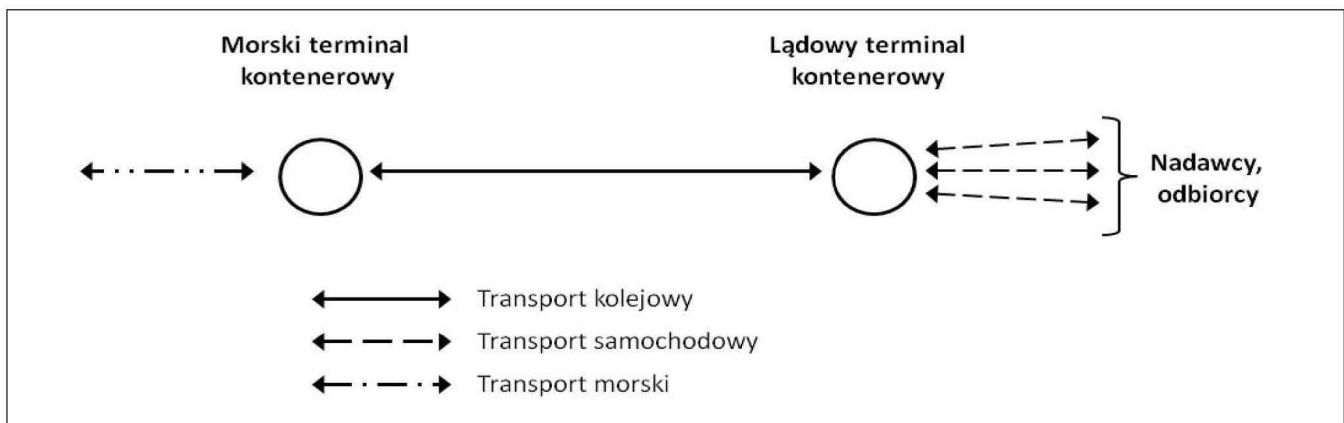 Morski terminal
kontenerowy
Lądowy terminal
kontenerowy
Nadawcy,
odbiorcy
Transport kolejowy
Transport samochodowy
Transport morski